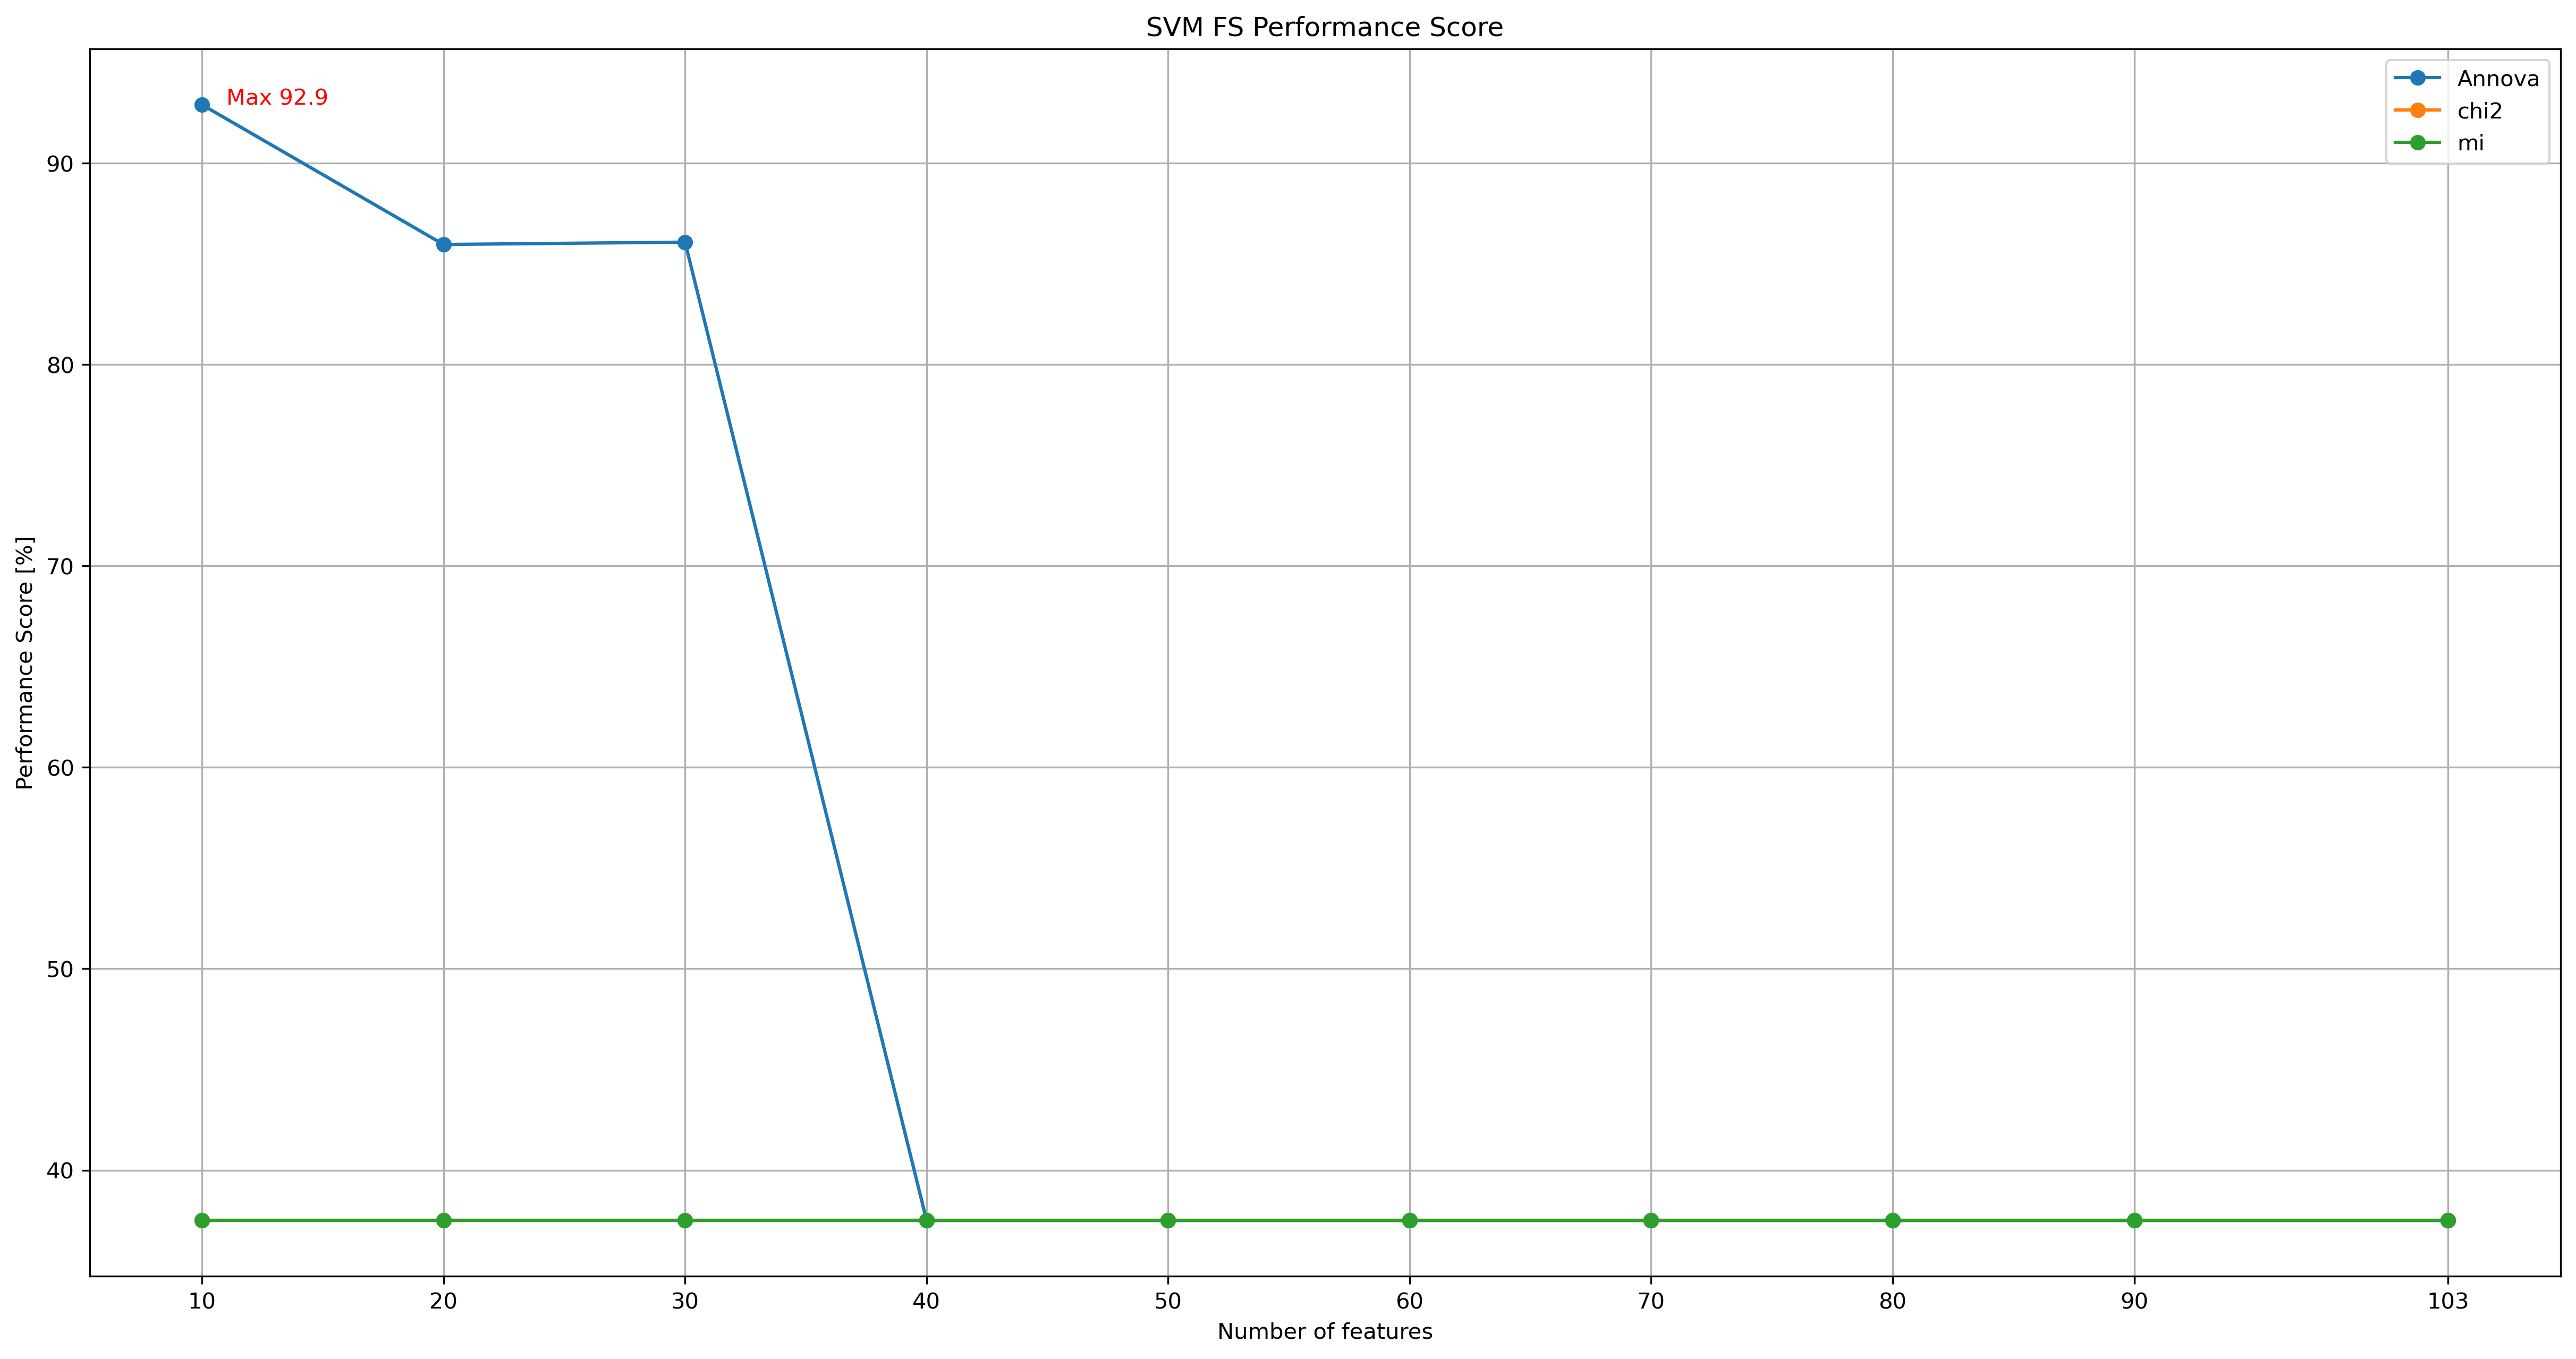 SVM FS Performance Score
Max 92.9
Annova
chi2
mi
Performance Score [%]
90
80
70
60
50
40
10 20 30 40 50 60 70 80 90 103
Number of features